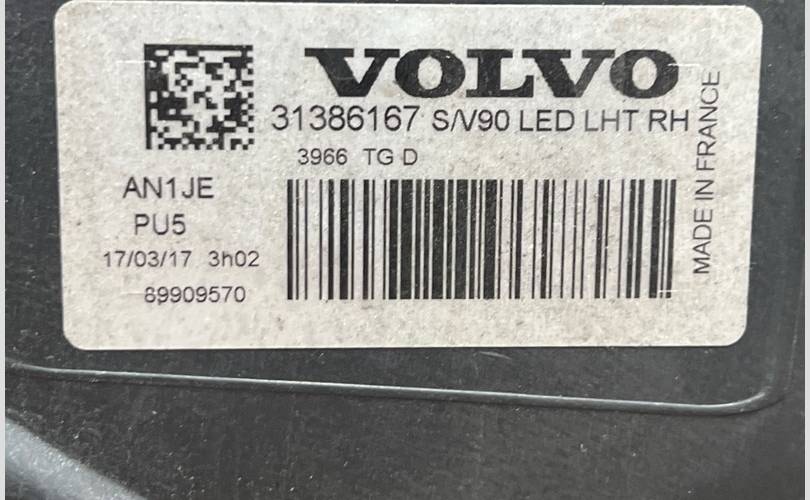 VOLVO
31386167 S/V90 LED LHT RH
3966 TG D
AN1JE
PU5
17/03/17 3h02
89909570
MADE IN FRANCE